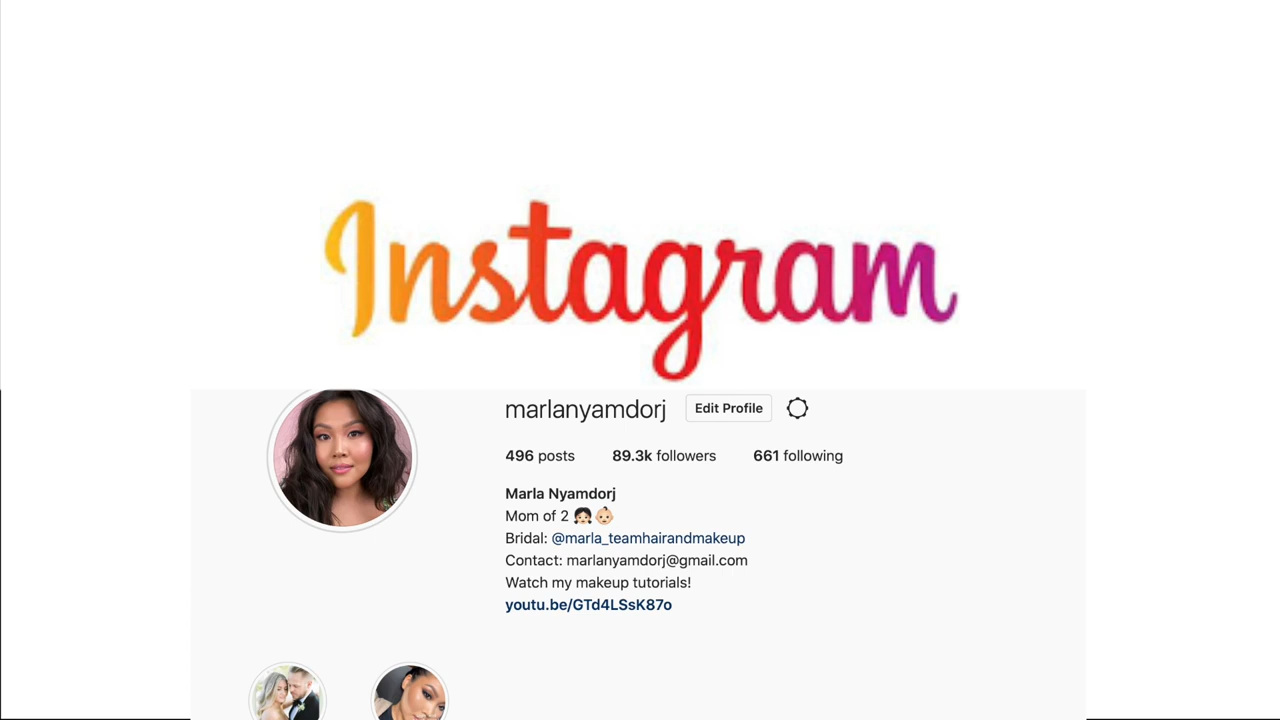 Instagram
marlanyamdorj Edit Profile
496 posts 89.3k followers 661 following
Marla Nyamdorj
Mom of 2 👧🏻👶🏻
Bridal: @marla_teamhairandmakeup
Contact: marlanyamdorj@gmail.com
Watch my makeup tutorials!
youtu.be/GTd4LSsK87o